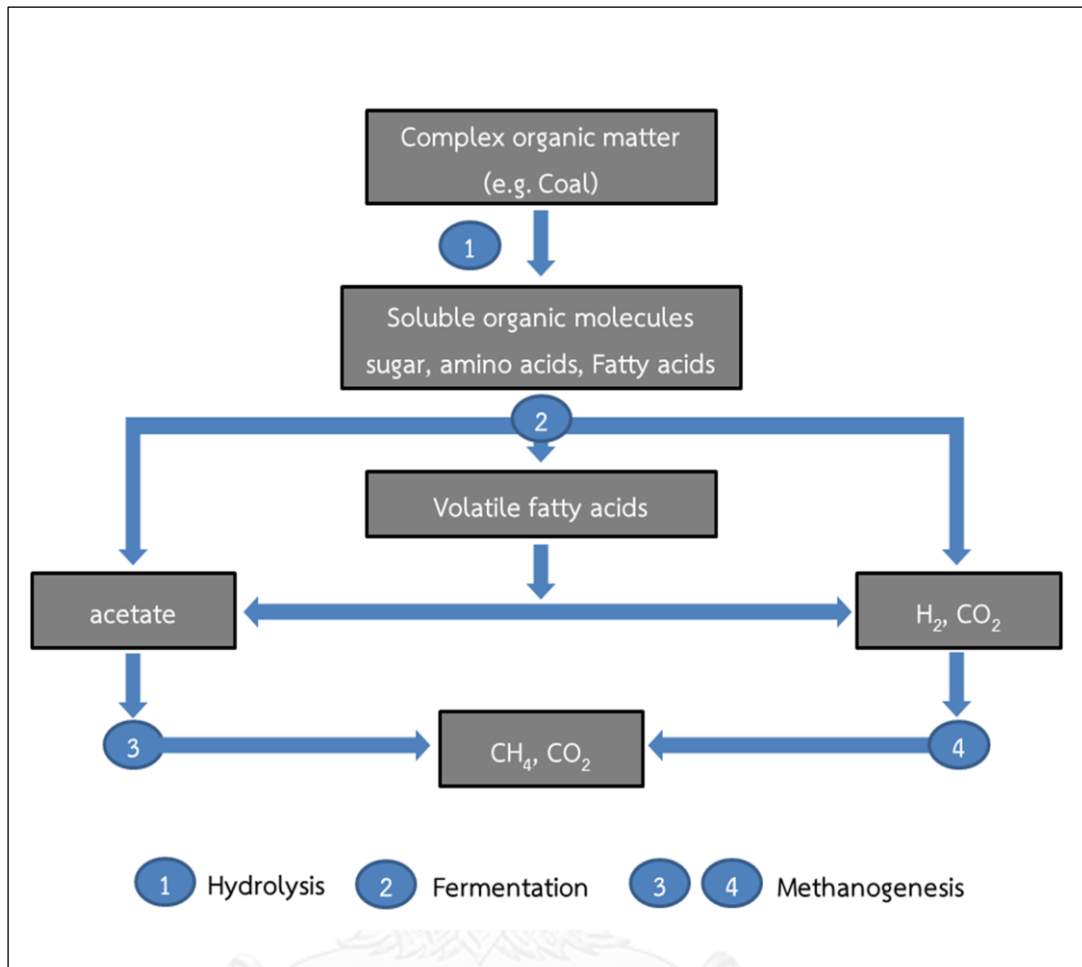 Complex organic matter
(e.g. Coal)
1
Soluble organic molecules
sugar, amino acids, Fatty acids
2
Volatile fatty acids
acetate
H₂, CO₂
3
CH₄, CO₂
4
1 Hydrolysis 2 Fermentation 3 4 Methanogenesis